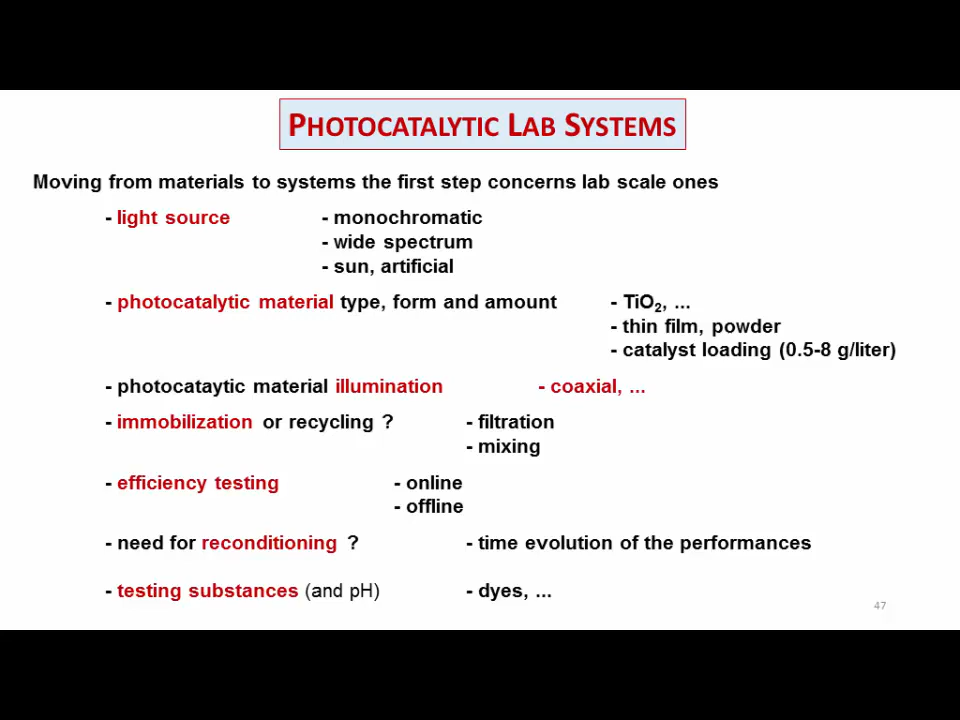 PHOTOCATALYTIC LAB SYSTEMS
Moving from materials to systems the first step concerns lab scale ones
- light source - monochromatic
- wide spectrum
- sun, artificial
- photocatalytic material type, form and amount - TiO2, ...
- thin film, powder
- catalyst loading (0.5-8 g/liter)
- photocataytic material illumination - coaxial, ...
- immobilization or recycling ? - filtration
- mixing
- efficiency testing - online
- offline
- need for reconditioning ? - time evolution of the performances
- testing substances (and pH) - dyes, ...
47